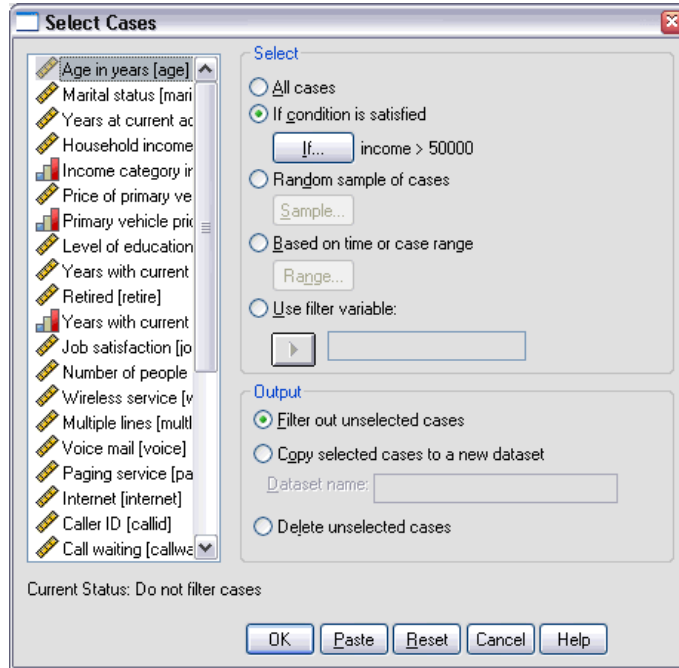 Select Cases
Age in years [age]
Marital status [mari
Years at current ad
Household income
Income category in
Price of primary ve
Primary vehicle pric
Level of education
Years with current
Retired [retire]
Years with current
Job satisfaction [jo
Number of people
Wireless service [w
Multiple lines [multl
Voice mail [voice]
Paging service [pa
Internet [internet]
Caller ID [callid]
Call waiting [callwa
Select
All cases
If condition is satisfied
If... income > 50000
Random sample of cases
Sample...
Based on time or case range
Range...
Use filter variable:
Output
Filter out unselected cases
Copy selected cases to a new dataset
Dataset name:
Delete unselected cases
Current Status: Do not filter cases
OK Paste Reset Cancel Help